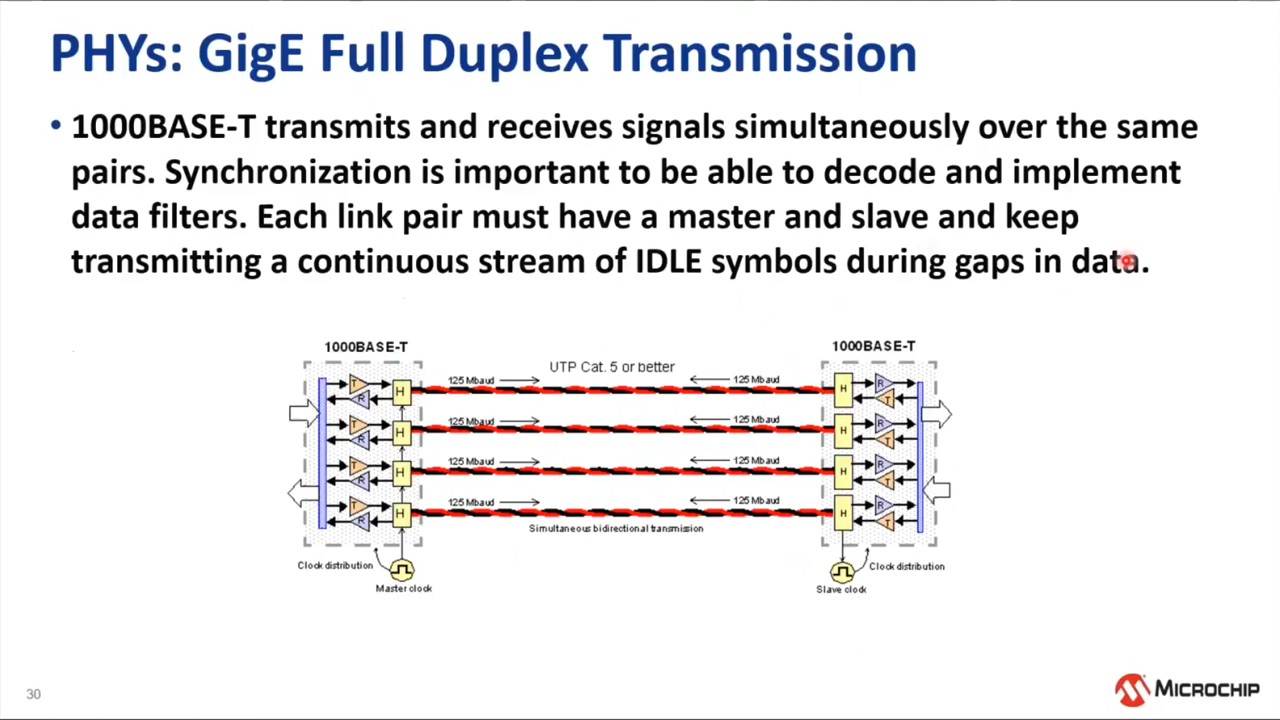 PHYs: GigE Full Duplex Transmission
• 1000BASE-T transmits and receives signals simultaneously over the same
pairs. Synchronization is important to be able to decode and implement
data filters. Each link pair must have a master and slave and keep
transmitting a continuous stream of IDLE symbols during gaps in data.
1000BASE-T
1000BASE-T
UTP Cat. 5 or better
T
R
H
125 Mbaud
125 Mbaud
H
R
T
T
R
H
125 Mbaud
125 Mbaud
H
R
T
T
R
H
125 Mbaud
125 Mbaud
H
R
T
T
R
H
125 Mbaud
125 Mbaud
H
R
T
Simultaneous bidirectional transmission
Clock distribution
Master clock
Clock distribution
Slave clock
30
MICROCHIP